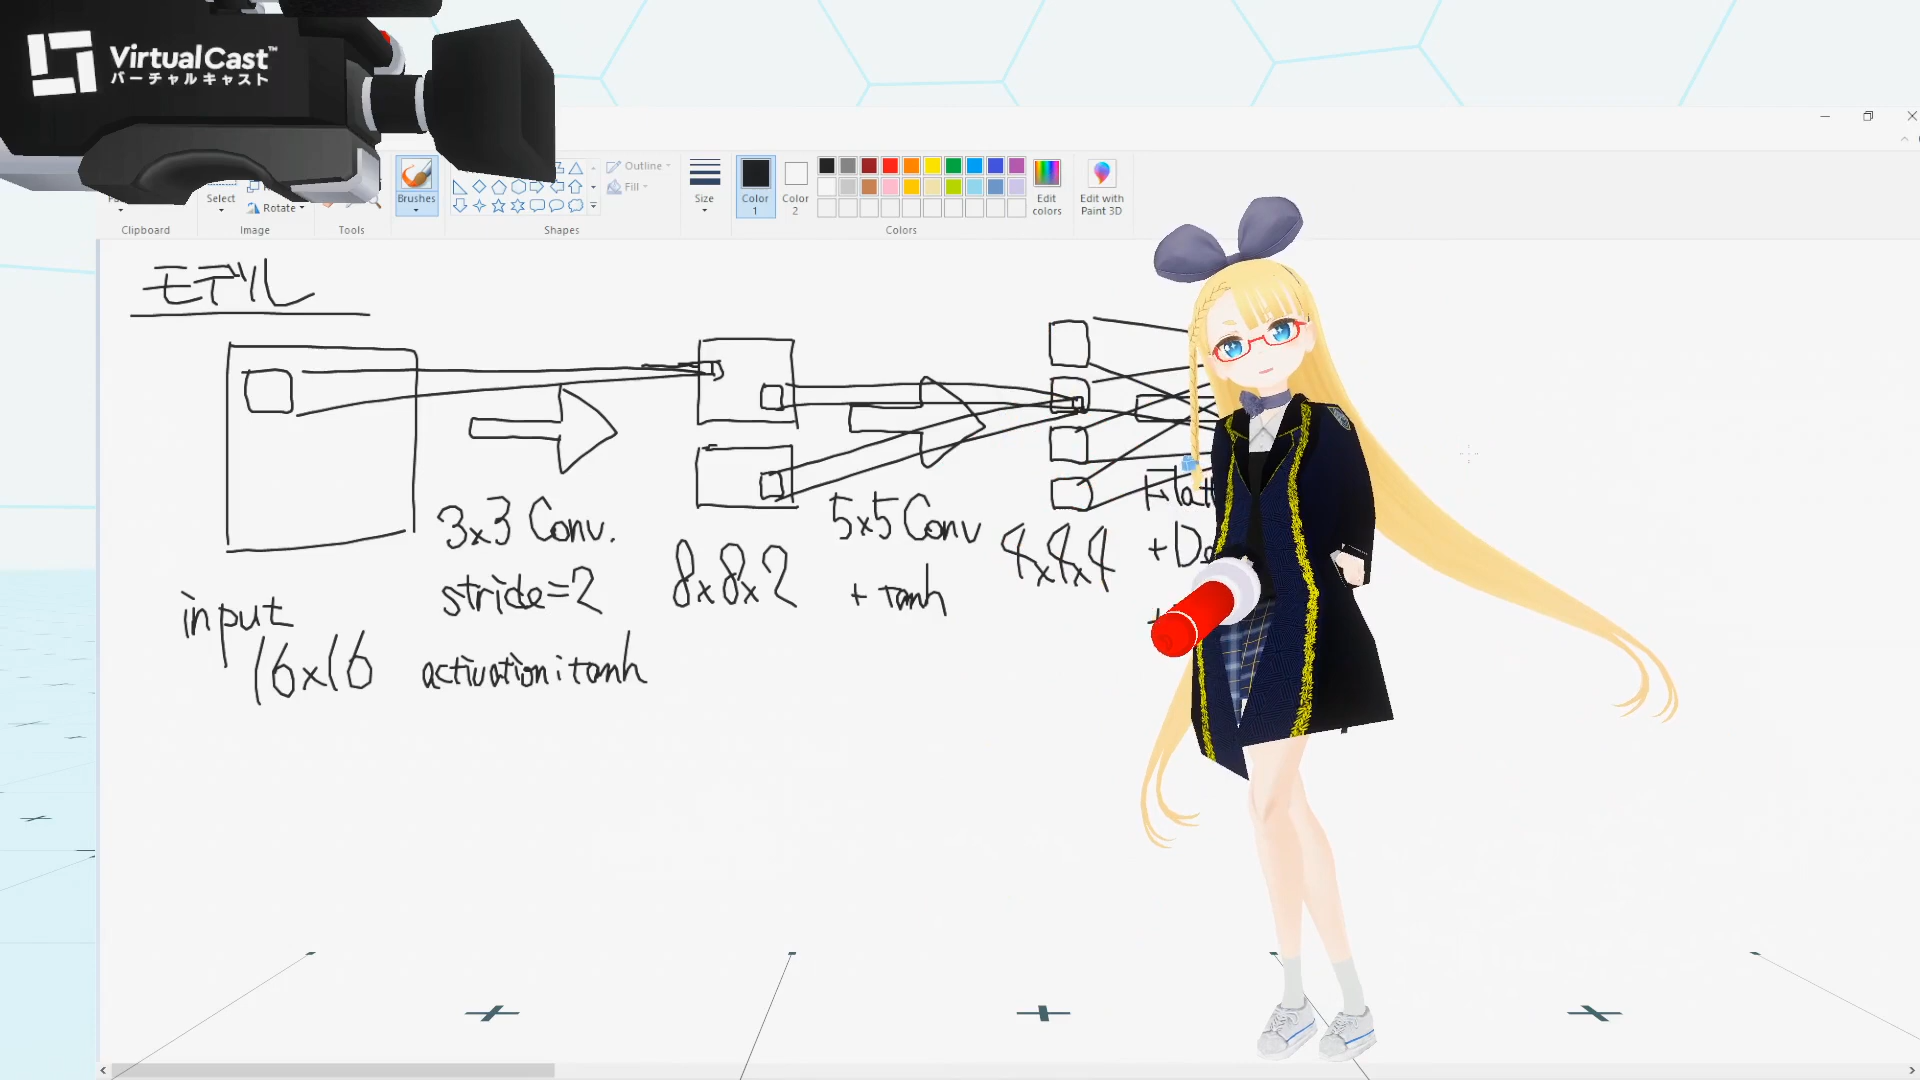 VirtualCast™
バーチャルキャスト
Outline
Fill
Select
Rotate
Brushes
Size
Color
1
Color
2
Edit
colors
Edit with
Paint 3D
Clipboard
Image
Tools
Shapes
Colors
モデル
3x3 Conv.
stride=2
activation:tanh
input
16x16
8x8x2
5x5 Conv
+ tanh
4x4x4
Flat
+D
+